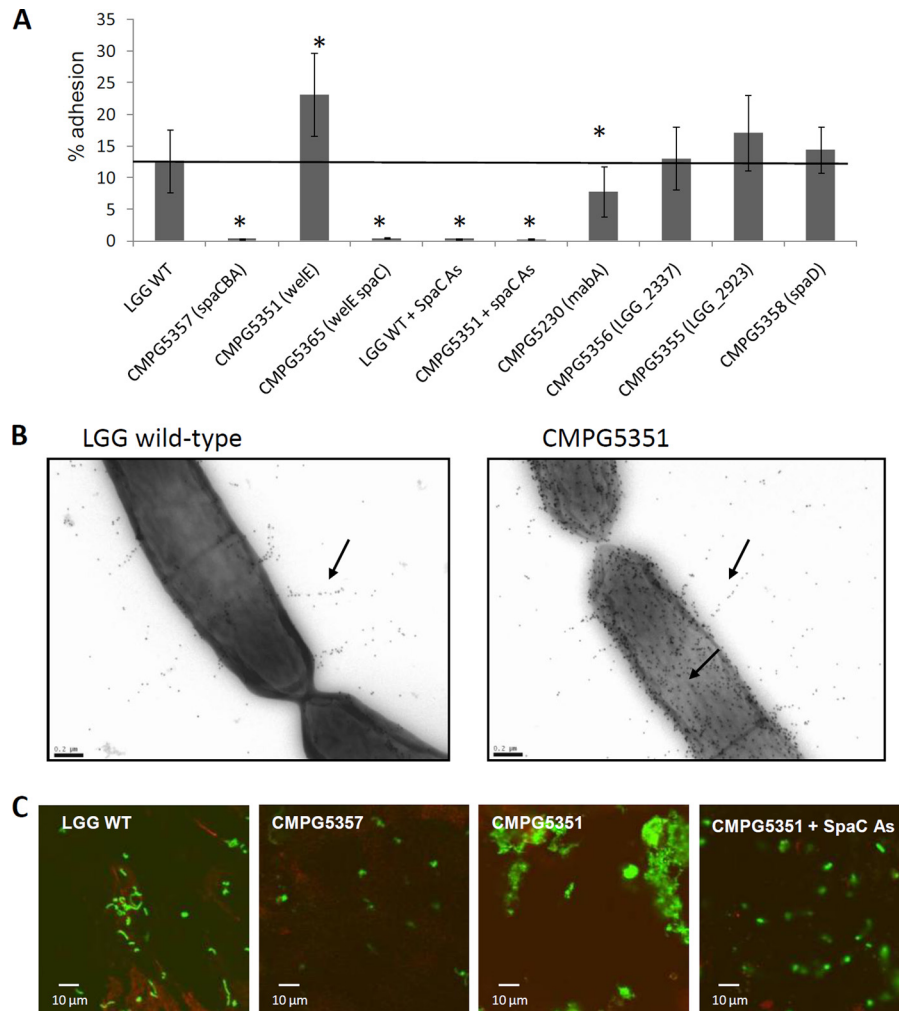 A
% adhesion
35
30
25
20
15
10
5
0
*
*
*
*
*
*
LGG WT
CMPG5357 (spaCBA)
CMPG5351 (welE)
CMPG5365 (welE spaC)
LGG WT + SpaC As
CMPG5351 + spaC As
CMPG5230 (mabA)
CMPG5356 (LGG_2337)
CMPG5355 (LGG_2923)
CMPG5358 (spaD)
B
LGG wild-type
CMPG5351
0.2 µm
0.2 µm
C
LGG WT
CMPG5357
CMPG5351
CMPG5351 + SpaC As
10 µm
10 µm
10 µm
10 µm